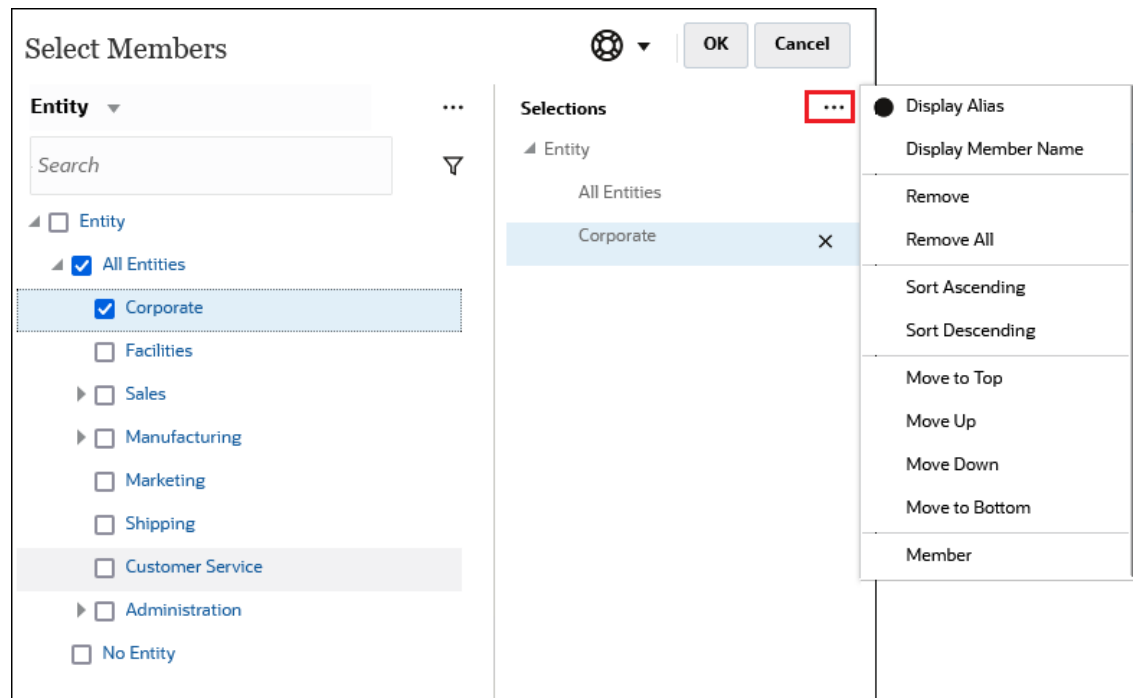 Select Members
OK
Cancel
Entity
Search
Entity
All Entities
Corporate
Facilities
Sales
Manufacturing
Marketing
Shipping
Customer Service
Administration
No Entity
Selections
Entity
All Entities
Corporate
Display Alias
Display Member Name
Remove
Remove All
Sort Ascending
Sort Descending
Move to Top
Move Up
Move Down
Move to Bottom
Member